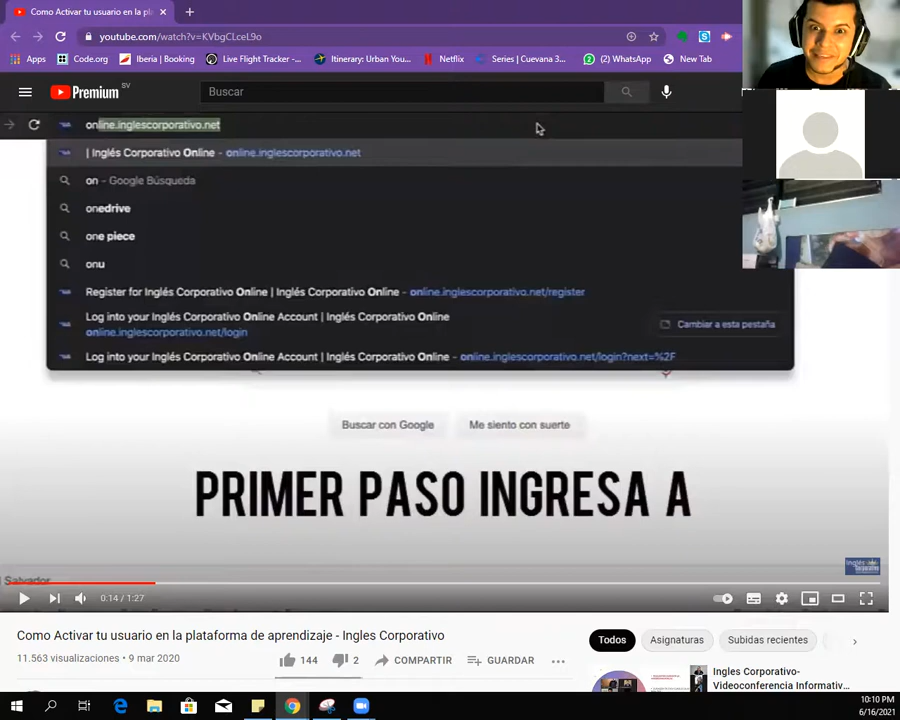 Como Activar tu usuario en la pl
youtube.com/watch?v=KVbgCLceL9o
Apps Code.org Iberia | Booking Live Flight Tracker -... Itinerary: Urban You... Netflix Series | Cuevana 3... (2) WhatsApp New Tab
Premium SV Buscar
online.inglescorporativo.net
| Inglés Corporativo Online - online.inglescorporativo.net
on - Google Búsqueda
onedrive
one piece
onu
Register for Inglés Corporativo Online | Inglés Corporativo Online - online.inglescorporativo.net/register
Log into your Inglés Corporativo Online Account | Inglés Corporativo Online
online.inglescorporativo.net/login
Cambiar a esta pestaña
Log into your Inglés Corporativo Online Account | Inglés Corporativo Online - online.inglescorporativo.net/login?next=%2F
Buscar con Google Me siento con suerte
PRIMER PASO INGRESA A
l Salvador
0:14 / 1:27
Como Activar tu usuario en la plataforma de aprendizaje - Ingles Corporativo
11.563 visualizaciones • 9 mar 2020
144 2 COMPARTIR GUARDAR
Todos Asignaturas Subidas recientes
Ingles Corporativo-
Videoconferencia Informativ...
10:10 PM
6/16/2021